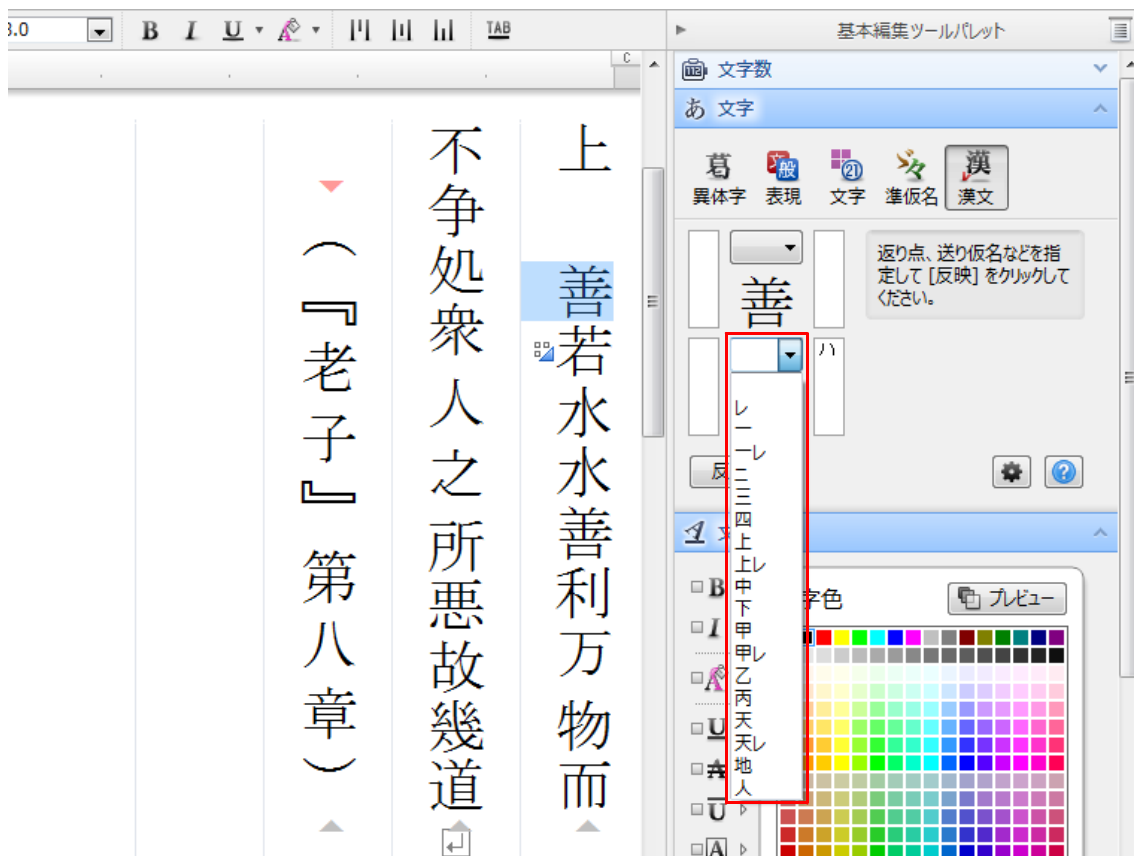 3.0 B I U TAB
基本編集ツールパレット
C
文字数
あ 文字
異体字 表現 文字 準仮名 漢文
返り点、送り仮名などを指
定して [反映] をクリックして
ください。
善
ハ
レ
一
一レ
二
三
四
上
上レ
中
下
甲
甲レ
乙
丙
天
天レ
地
人
反
字色
プレビュー
B
I
U
A
U
A
上 善若水水善利万物而
不争処衆人之所悪故幾道
(『老子』第八章)